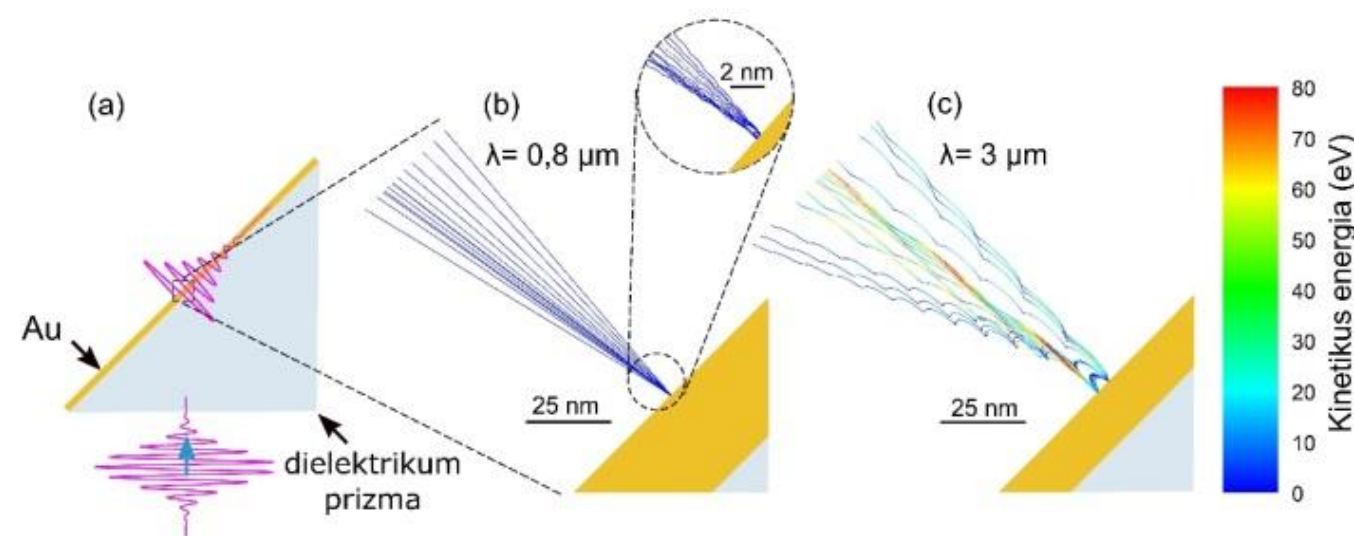 (a)
Au
dielektrikum
prizma
(b)
λ= 0,8 μm
25 nm
2 nm
(c)
λ= 3 μm
25 nm
80
70
60
50
40
30
20
10
0
Kinetikus energia (eV)